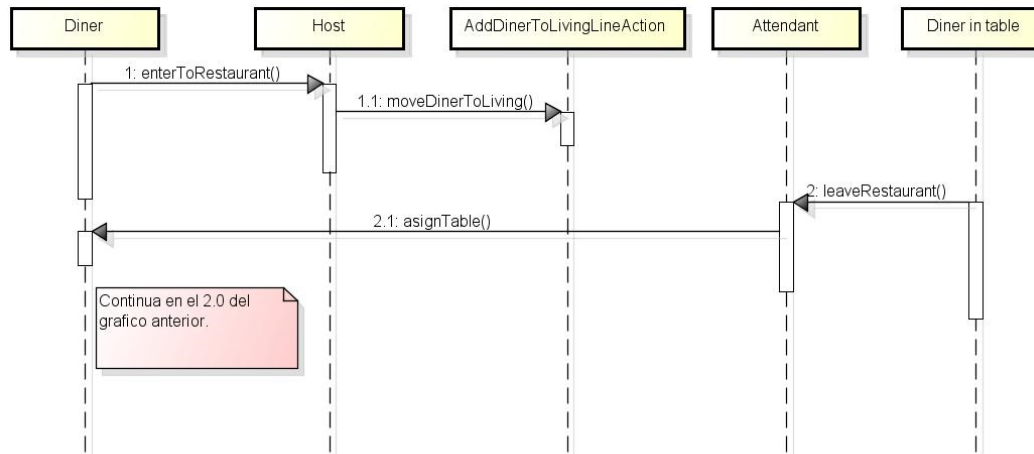 Diner
Host
AddDinerToLivingLineAction
Attendant
Diner in table
1: enterToRestaurant()
1.1: moveDinerToLiving()
2: leaveRestaurant()
2.1: asignTable()
Continua en el 2.0 del
grafico anterior.